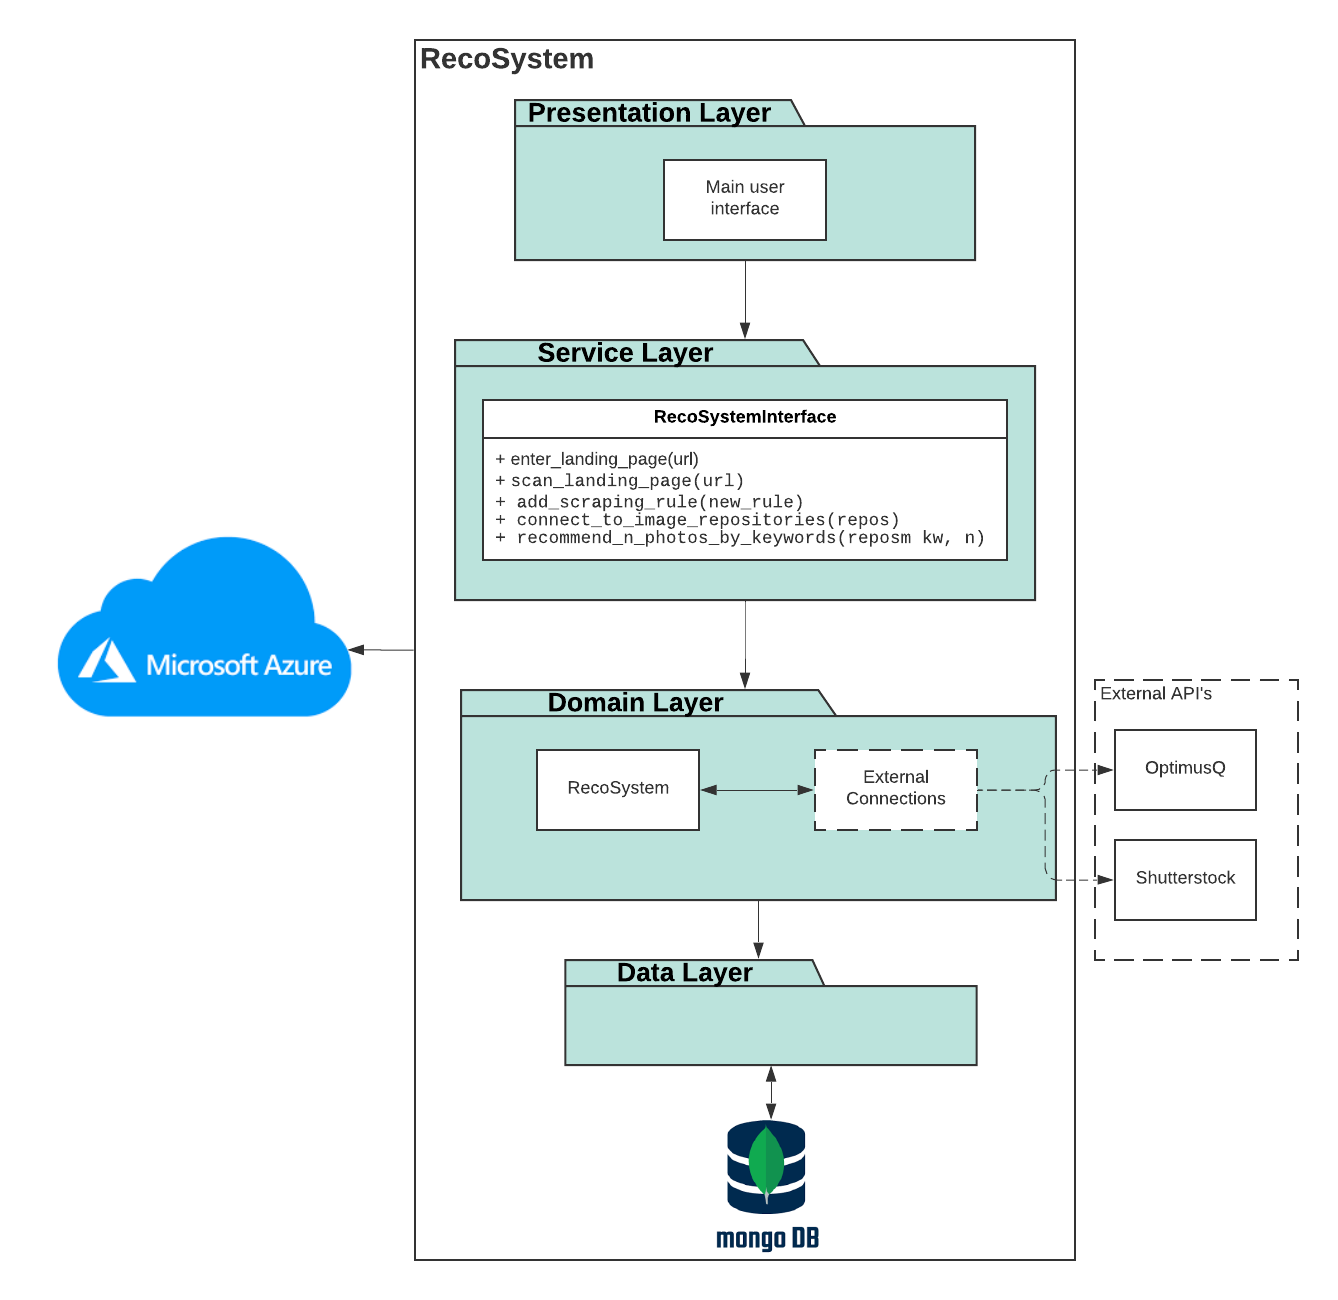 RecoSystem
Presentation Layer
Main user
interface
Service Layer
RecoSystemInterface
+ enter_landing_page(url)
+ scan_landing_page(url)
+ add_scraping_rule(new_rule)
+ connect_to_image_repositories(repos)
+ recommend_n_photos_by_keywords(reposm kw, n)
Microsoft Azure
Domain Layer
RecoSystem
External
Connections
External API's
OptimusQ
Shutterstock
Data Layer
mongo DB